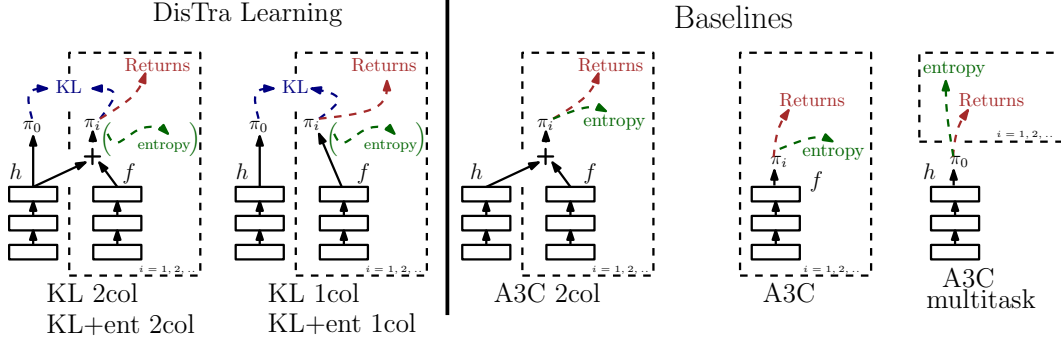 DisTra Learning
Baselines
KL
Returns
π₀
πᵢ
(entropy)
+
h
f
i = 1, 2, ..
KL 2col
KL+ent 2col
KL
Returns
π₀
πᵢ
(entropy)
h
f
i = 1, 2, ..
KL 1col
KL+ent 1col
Returns
πᵢ
entropy
+
h
f
i = 1, 2, ..
A3C 2col
Returns
πᵢ
entropy
f
i = 1, 2, ..
A3C
entropy
Returns
i = 1, 2, ..
h
π₀
A3C
multitask